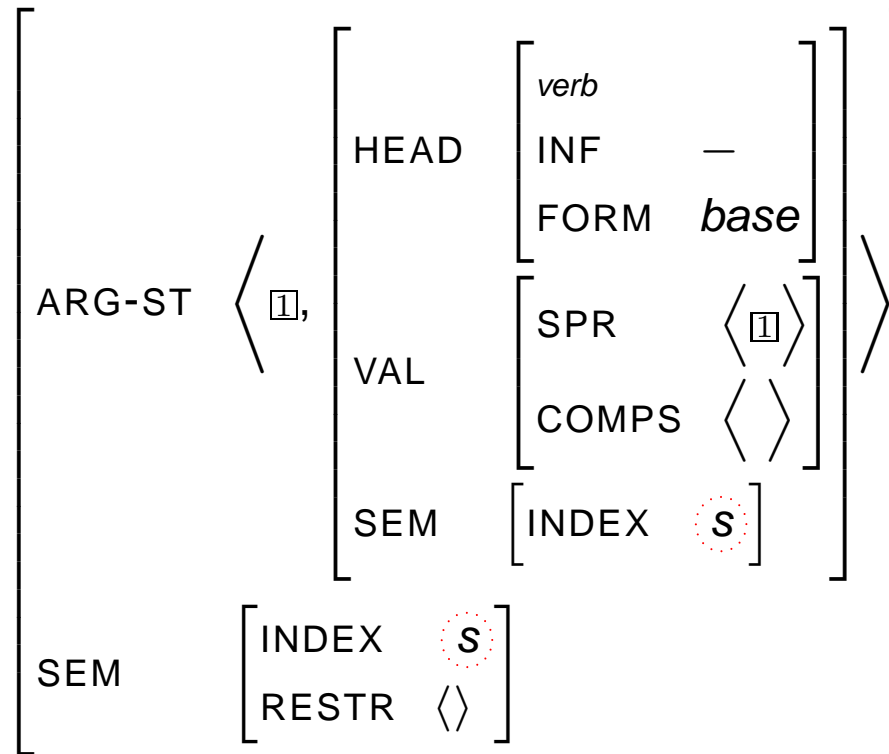 verb
HEAD INF –
FORM base
ARG-ST 〈 1, 〉
SPR 〈 1 〉
VAL
COMPS 〈 〉
SEM [INDEX s]
INDEX s
SEM
RESTR 〈〉